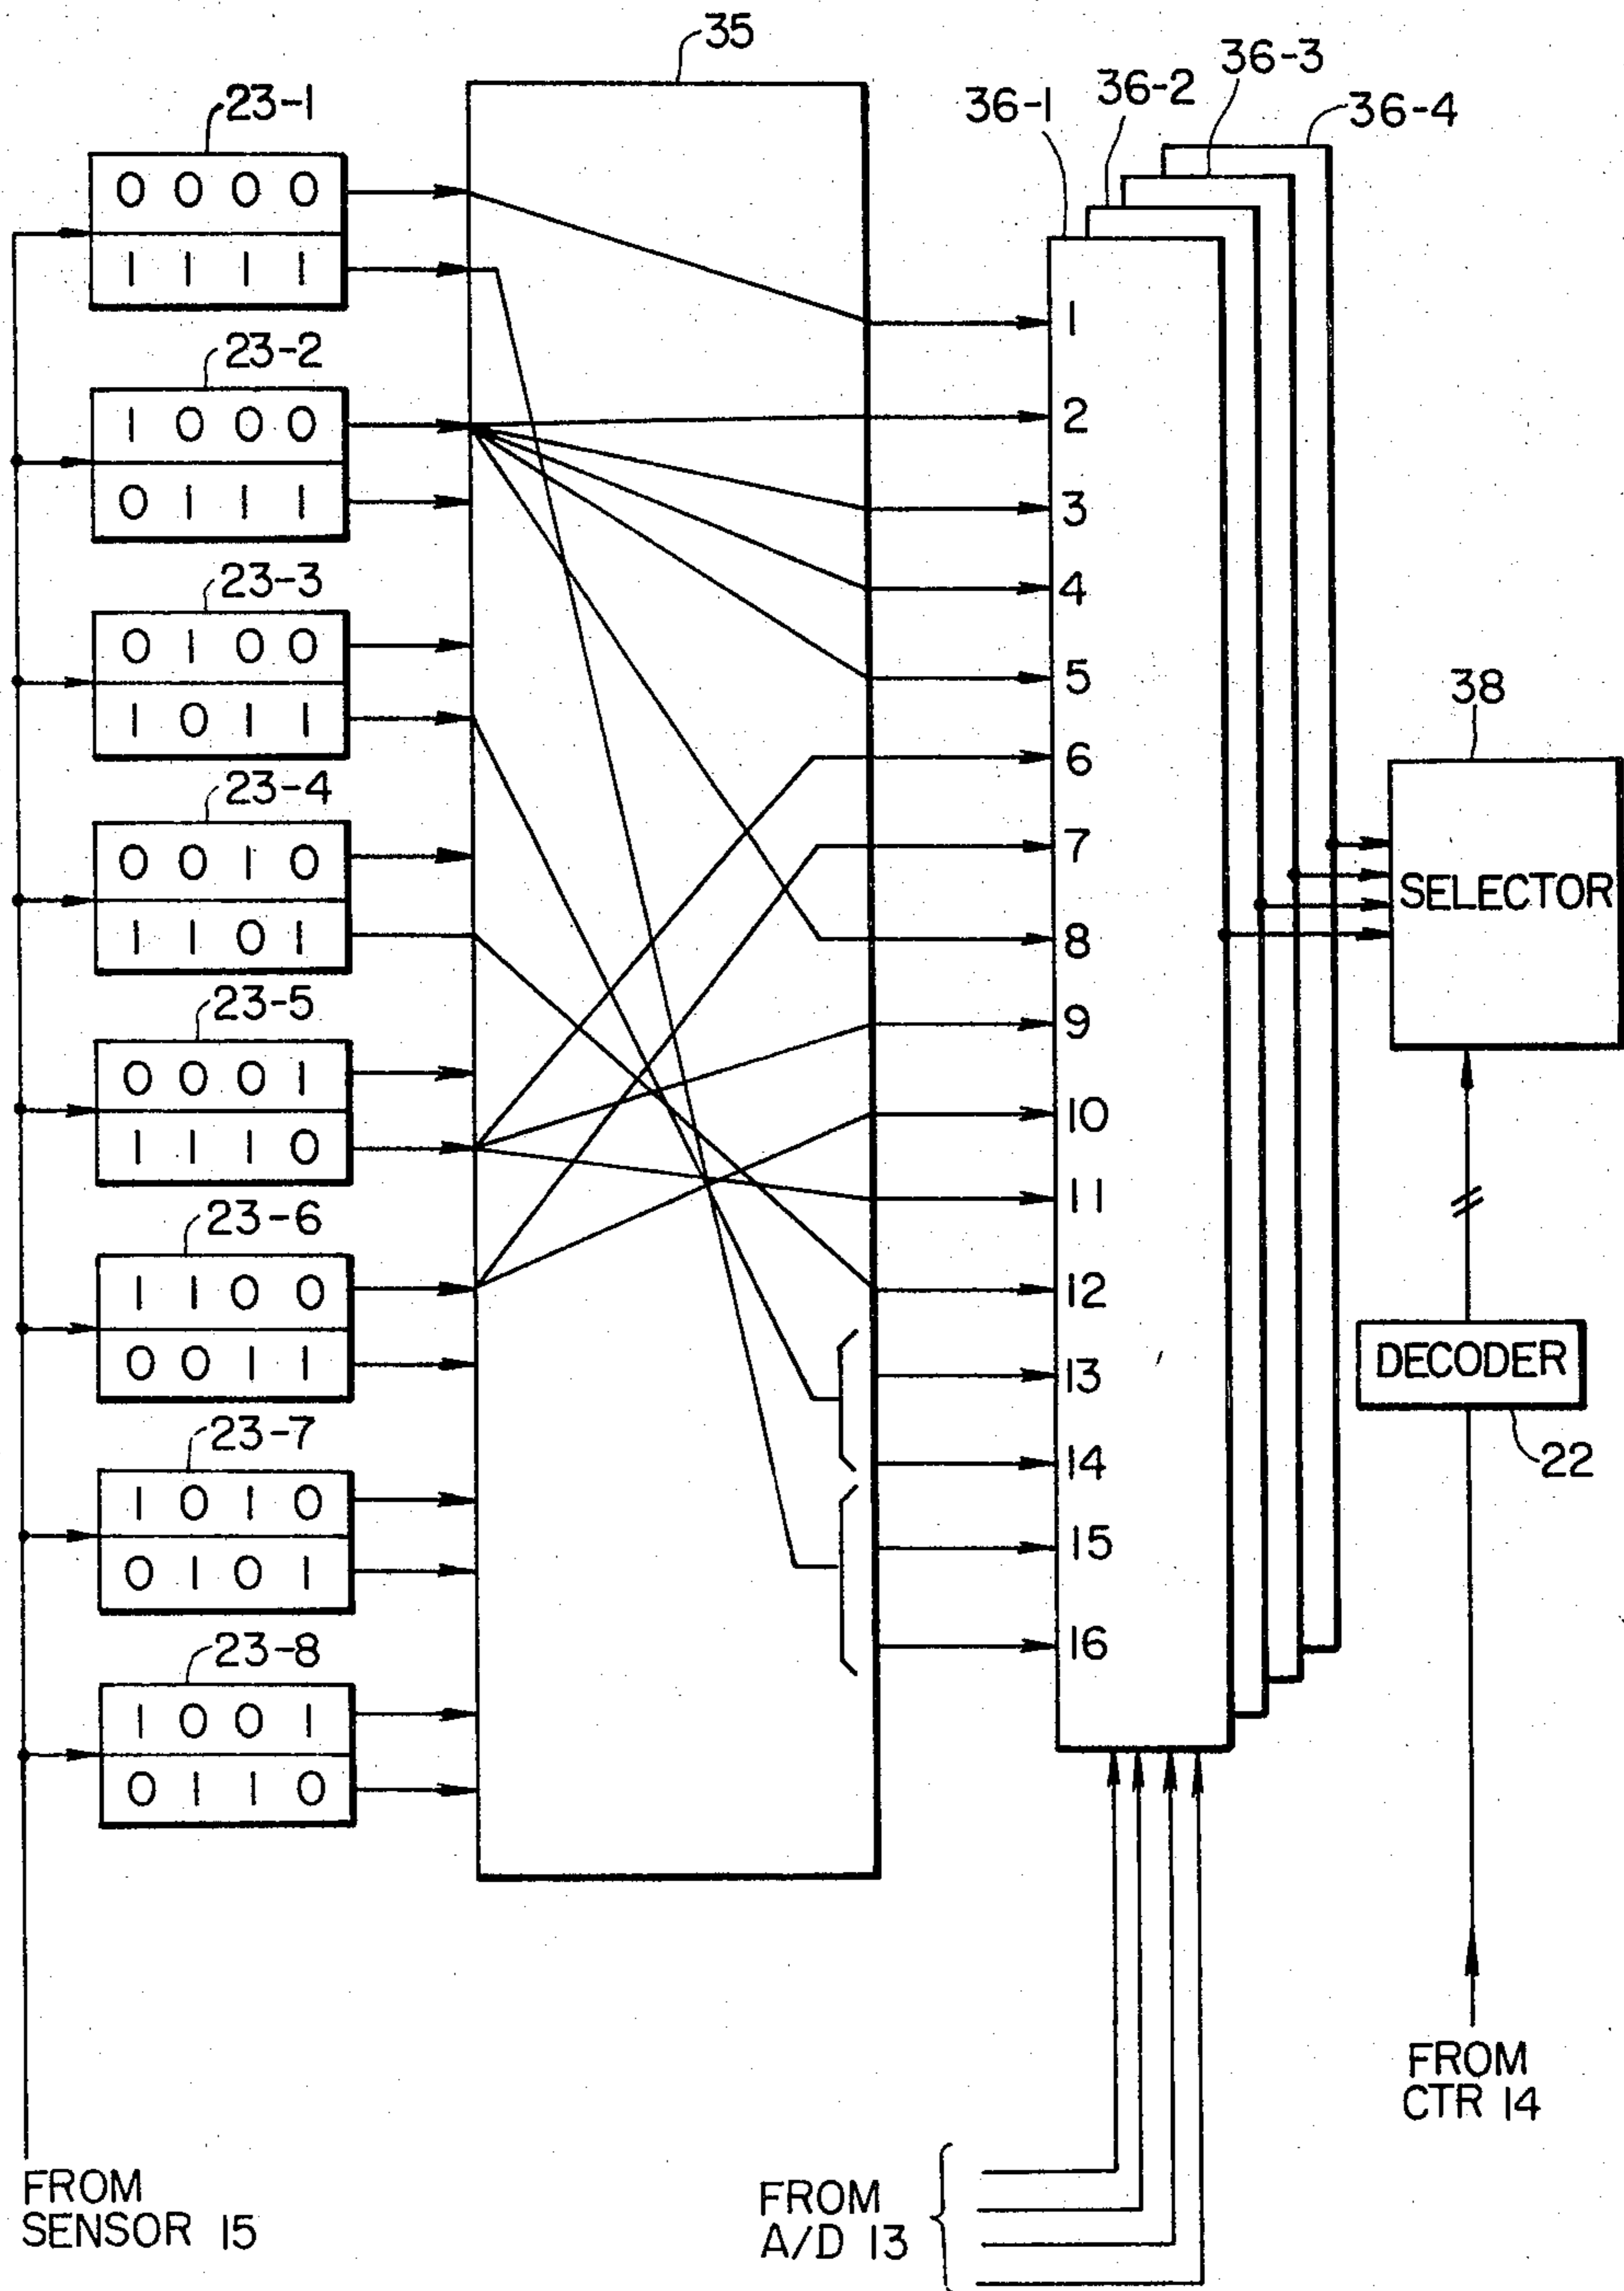 35
23-1
0 0 0 0
1 1 1 1
23-2
1 0 0 0
0 1 1 1
23-3
0 1 0 0
1 0 1 1
23-4
0 0 1 0
1 1 0 1
23-5
0 0 0 1
1 1 1 0
23-6
1 1 0 0
0 0 1 1
23-7
1 0 1 0
0 1 0 1
23-8
1 0 0 1
0 1 1 0
FROM
SENSOR 15
36-1
36-2
36-3
36-4
1
2
3
4
5
6
7
8
9
10
11
12
13
14
15
16
FROM
A/D 13
38
SELECTOR
DECODER
22
FROM
CTR 14